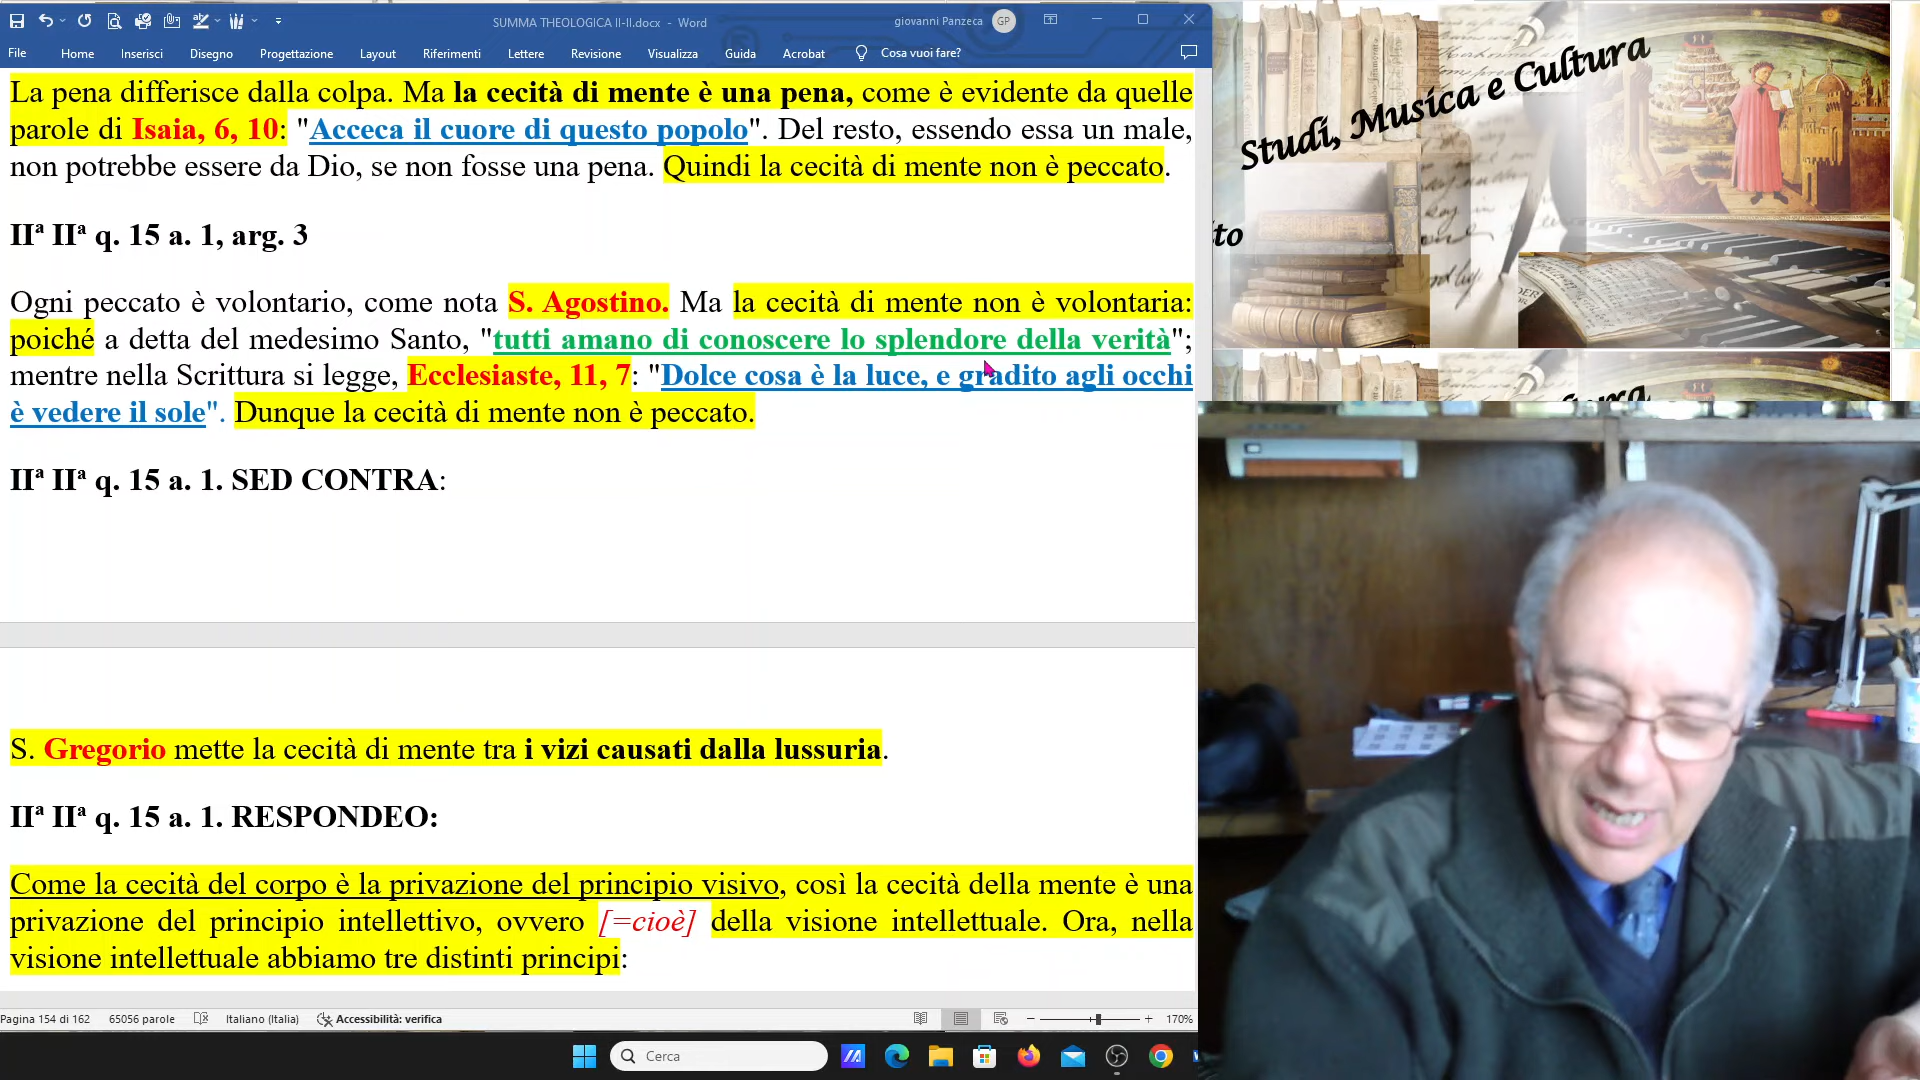 SUMMA THEOLOGICA II-II.docx - Word
giovanni Panzeca GP
File Home Inserisci Disegno Progettazione Layout Riferimenti Lettere Revisione Visualizza Guida Acrobat Cosa vuoi fare?
La pena differisce dalla colpa. Ma la cecità di mente è una pena, come è evidente da quelle
parole di Isaia, 6, 10: "Acceca il cuore di questo popolo". Del resto, essendo essa un male,
non potrebbe essere da Dio, se non fosse una pena. Quindi la cecità di mente non è peccato.
IIª IIª q. 15 a. 1, arg. 3
Ogni peccato è volontario, come nota S. Agostino. Ma la cecità di mente non è volontaria:
poiché a detta del medesimo Santo, "tutti amano di conoscere lo splendore della verità";
mentre nella Scrittura si legge, Ecclesiaste, 11, 7: "Dolce cosa è la luce, e gradito agli occhi
è vedere il sole". Dunque la cecità di mente non è peccato.
IIª IIª q. 15 a. 1. SED CONTRA:
S. Gregorio mette la cecità di mente tra i vizi causati dalla lussuria.
IIª IIª q. 15 a. 1. RESPONDEO:
Come la cecità del corpo è la privazione del principio visivo, così la cecità della mente è una
privazione del principio intellettivo, ovvero [=cioè] della visione intellettuale. Ora, nella
visione intellettuale abbiamo tre distinti principi:
Pagina 154 di 162 65056 parole Italiano (Italia) Accessibilità: verifica 170%
Cerca
Studi, Musica e Cultura
to